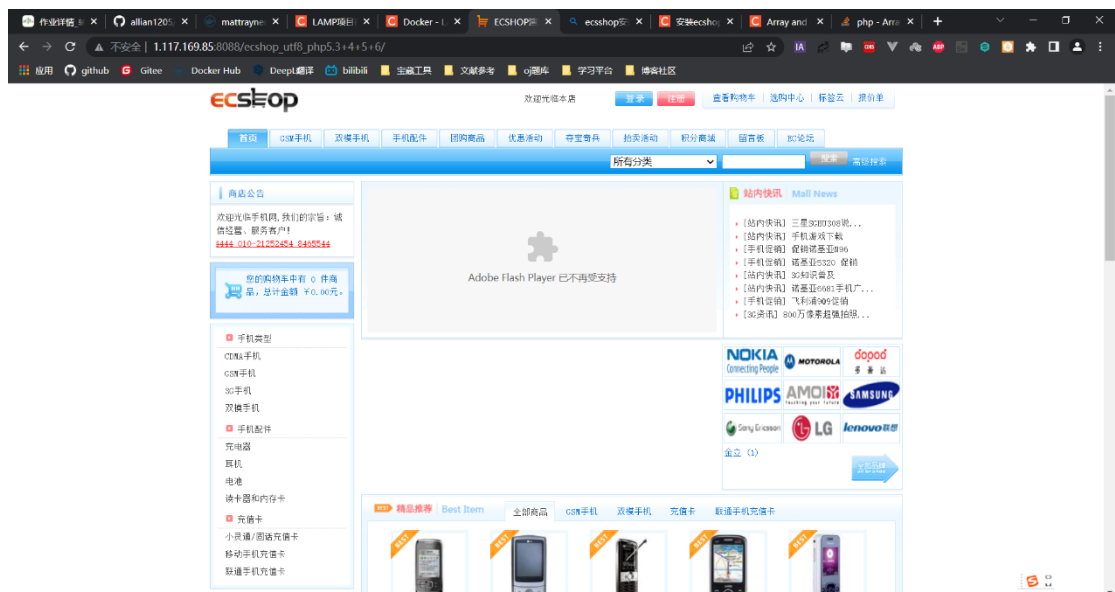 作业详情_
allian1205
mattrayne
LAMP项目
Docker - L
ECSHOP
ecsshop安
安装ecshop
Array and
php - Arra
不安全 | 1.117.169.85:8088/ecshop_utf8_php5.3+4+5+6/
应用 github Gitee Docker Hub DeepL翻译 bilibili 宝藏工具 文献参考 oj题库 学习平台 博客社区
ecshop
欢迎光临本店 登录 注册 查看购物车 | 选购中心 | 标签云 | 报价单
首页 GSM手机 双模手机 手机配件 团购商品 优惠活动 夺宝奇兵 拍卖活动 积分商城 留言板 EC论坛
所有分类 搜索 高级搜索
商店公告
欢迎光临手机网,我们的宗旨：诚信经营、服务客户！
4444 010-21252454 8465544
您的购物车中有 0 件商品，总计金额 ￥0.00元。
手机类型
CDMA手机
GSM手机
3G手机
双模手机
手机配件
充电器
耳机
电池
读卡器和内存卡
充值卡
小灵通/固话充值卡
移动手机充值卡
联通手机充值卡
Adobe Flash Player 已不再受支持
站内快讯 Mall News
[站内快讯] 三星SGHU308说...
[站内快讯] 手机游戏下载
[手机促销] 促销诺基亚N96
[手机促销] 诺基亚5320 促销
[站内快讯] 3G知识普及
[站内快讯] 诺基亚6681手机广...
[手机促销] 飞利浦9@9促销
[3G资讯] 800万像素超强拍照...
NOKIA
Connecting People
MOTOROLA
dopod
多普达
PHILIPS
AMOI
SAMSUNG
Sony Ericsson
LG
lenovo联想
金立 (1)
全部品牌
BEST 精品推荐 Best Item 全部商品 GSM手机 双模手机 充值卡 联通手机充值卡
BEST
BEST
BEST
BEST
BEST